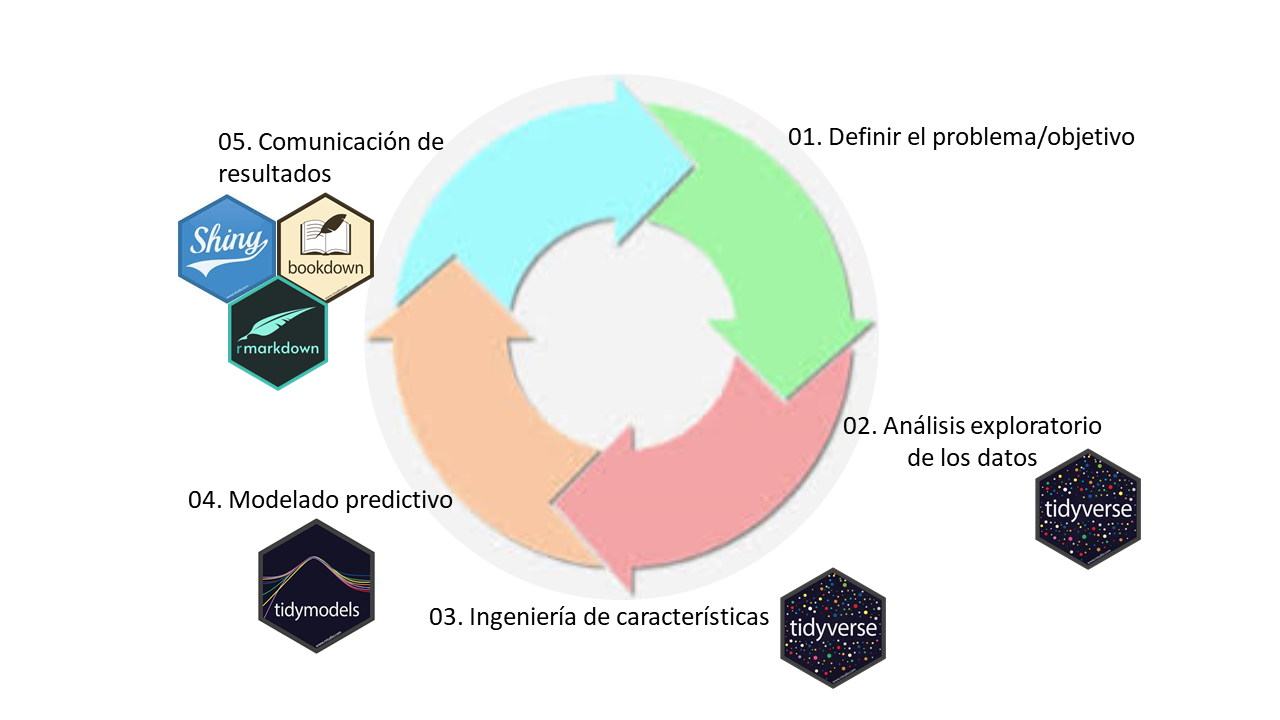 01. Definir el problema/objetivo
02. Análisis exploratorio
de los datos
tidyverse
03. Ingeniería de características
tidyverse
04. Modelado predictivo
tidymodels
05. Comunicación de
resultados
Shiny
bookdown
rmarkdown